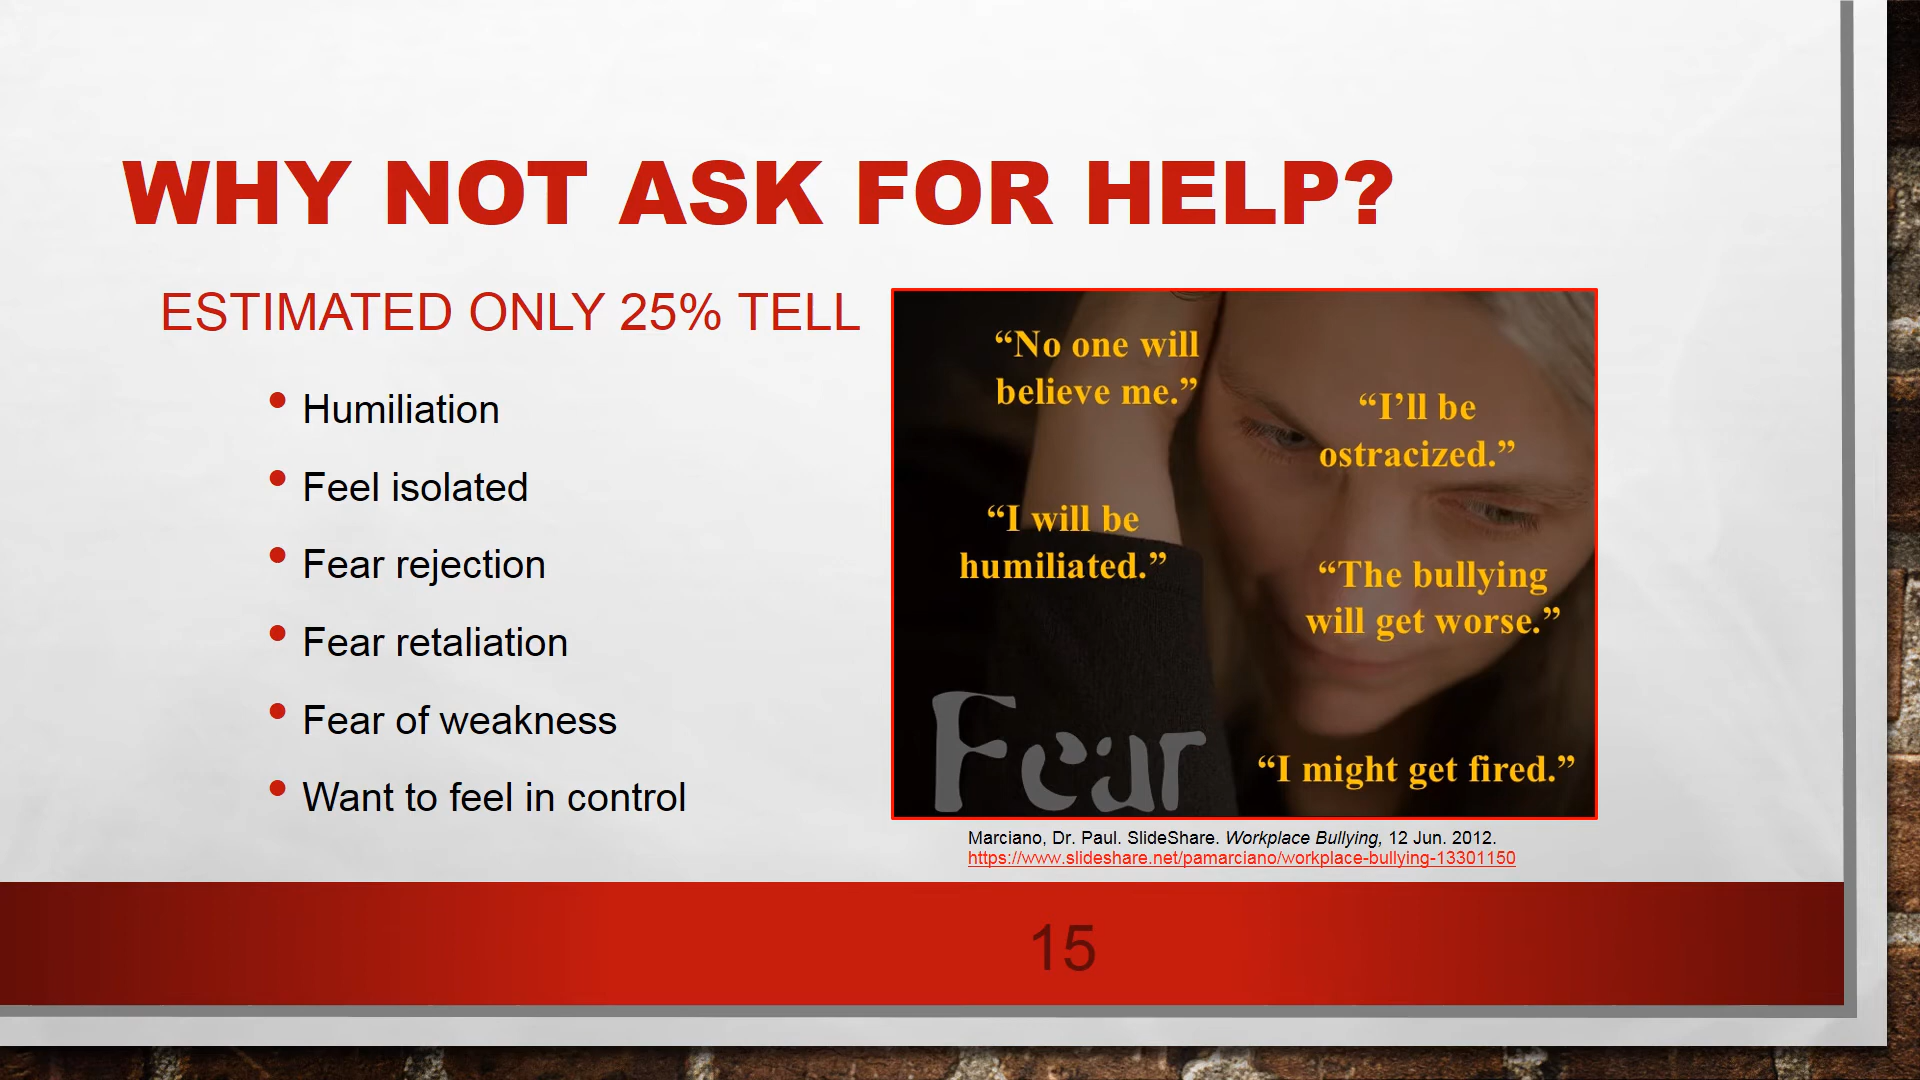 WHY NOT ASK FOR HELP?
ESTIMATED ONLY 25% TELL
• Humiliation
• Feel isolated
• Fear rejection
• Fear retaliation
• Fear of weakness
• Want to feel in control
“No one will
believe me.”
“I’ll be
ostracized.”
“I will be
humiliated.”
“The bullying
will get worse.”
Fear
“I might get fired.”
Marciano, Dr. Paul. SlideShare. Workplace Bullying, 12 Jun. 2012.
https://www.slideshare.net/pamarciano/workplace-bullying-13301150
15